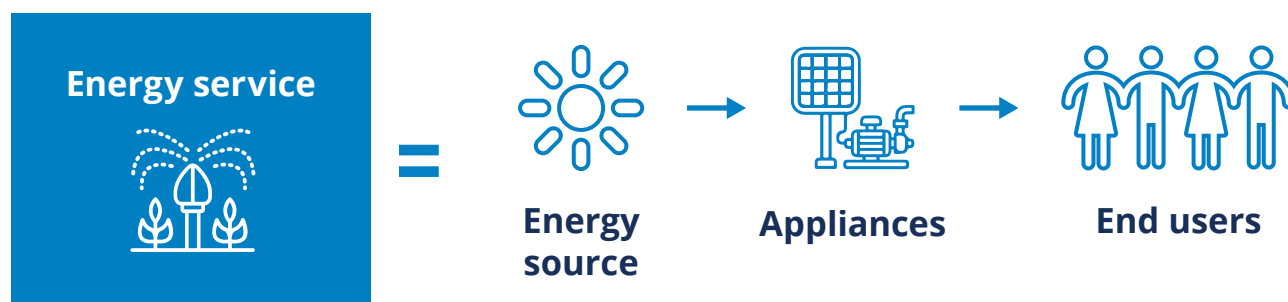 Energy service
=
Energy
source
Appliances
End users